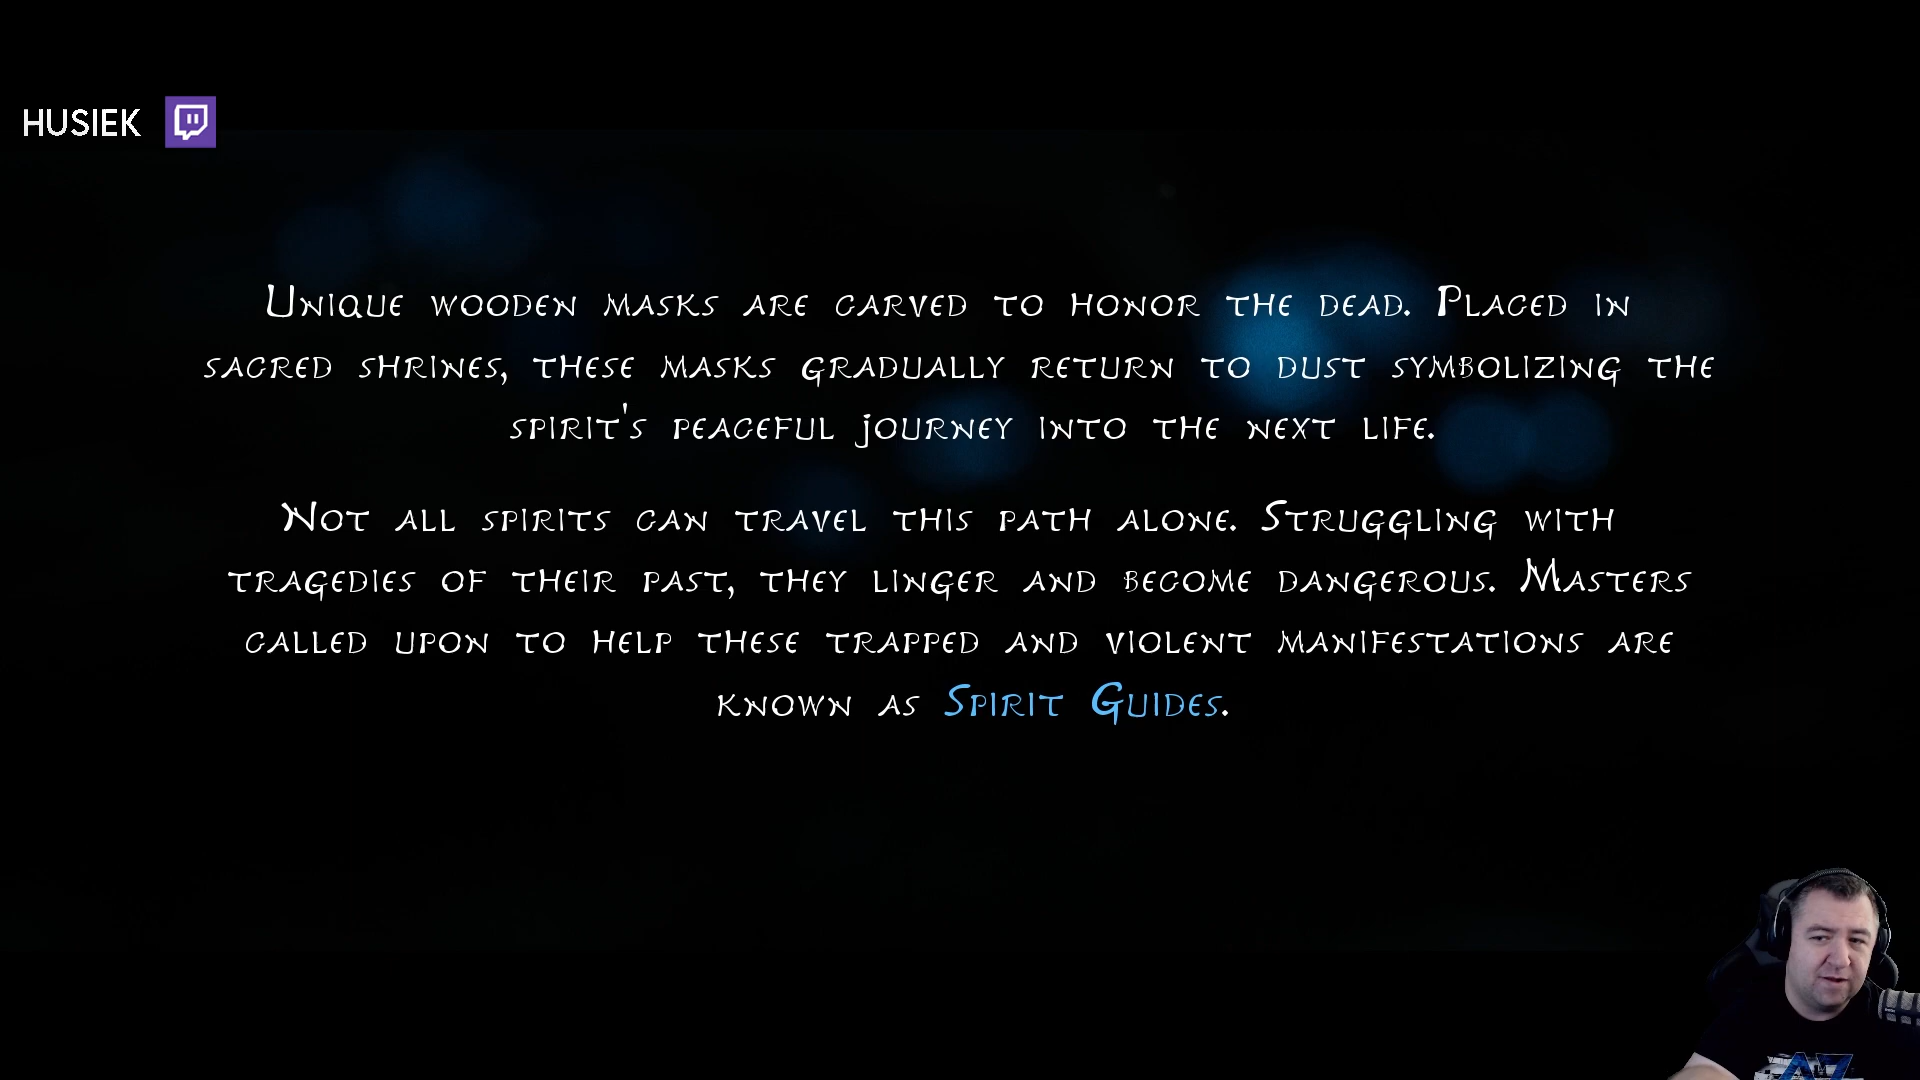 HUSIEK
Unique wooden masks are carved to honor the dead. Placed in
sacred shrines, these masks gradually return to dust symbolizing the
spirit's peaceful journey into the next life.
Not all spirits can travel this path alone. Struggling with
tragedies of their past, they linger and become dangerous. Masters
called upon to help these trapped and violent manifestations are
known as Spirit Guides.